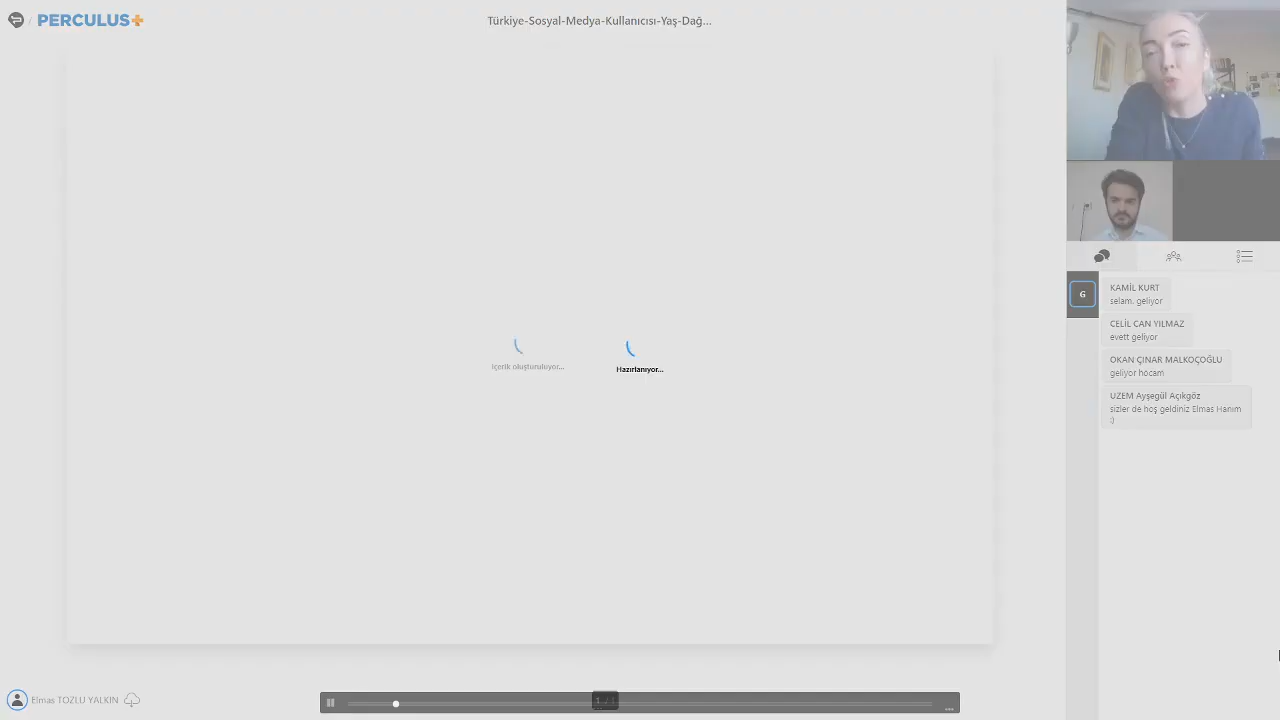 PERCULUS+
Türkiye-Sosyal-Medya-Kullanıcısı-Yaş-Dağ...
İçerik oluşturuluyor...
Hazırlanıyor...
G
KAMİL KURT
selam. geliyor
CELİL CAN YILMAZ
evett geliyor
OKAN ÇINAR MALKOÇOĞLU
geliyor hocam
UZEM Ayşegül Açıkgöz
sizler de hoş geldiniz Elmas Hanım
:)
Elmas TOZLU YALKIN